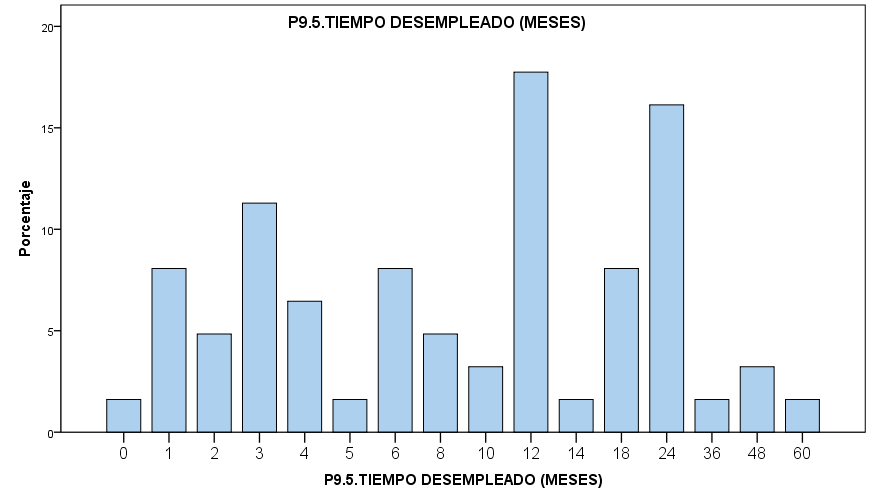 P9.5.TIEMPO DESEMPLEADO (MESES)
20
15
10
5
0
Porcentaje
0 1 2 3 4 5 6 8 10 12 14 18 24 36 48 60
P9.5.TIEMPO DESEMPLEADO (MESES)